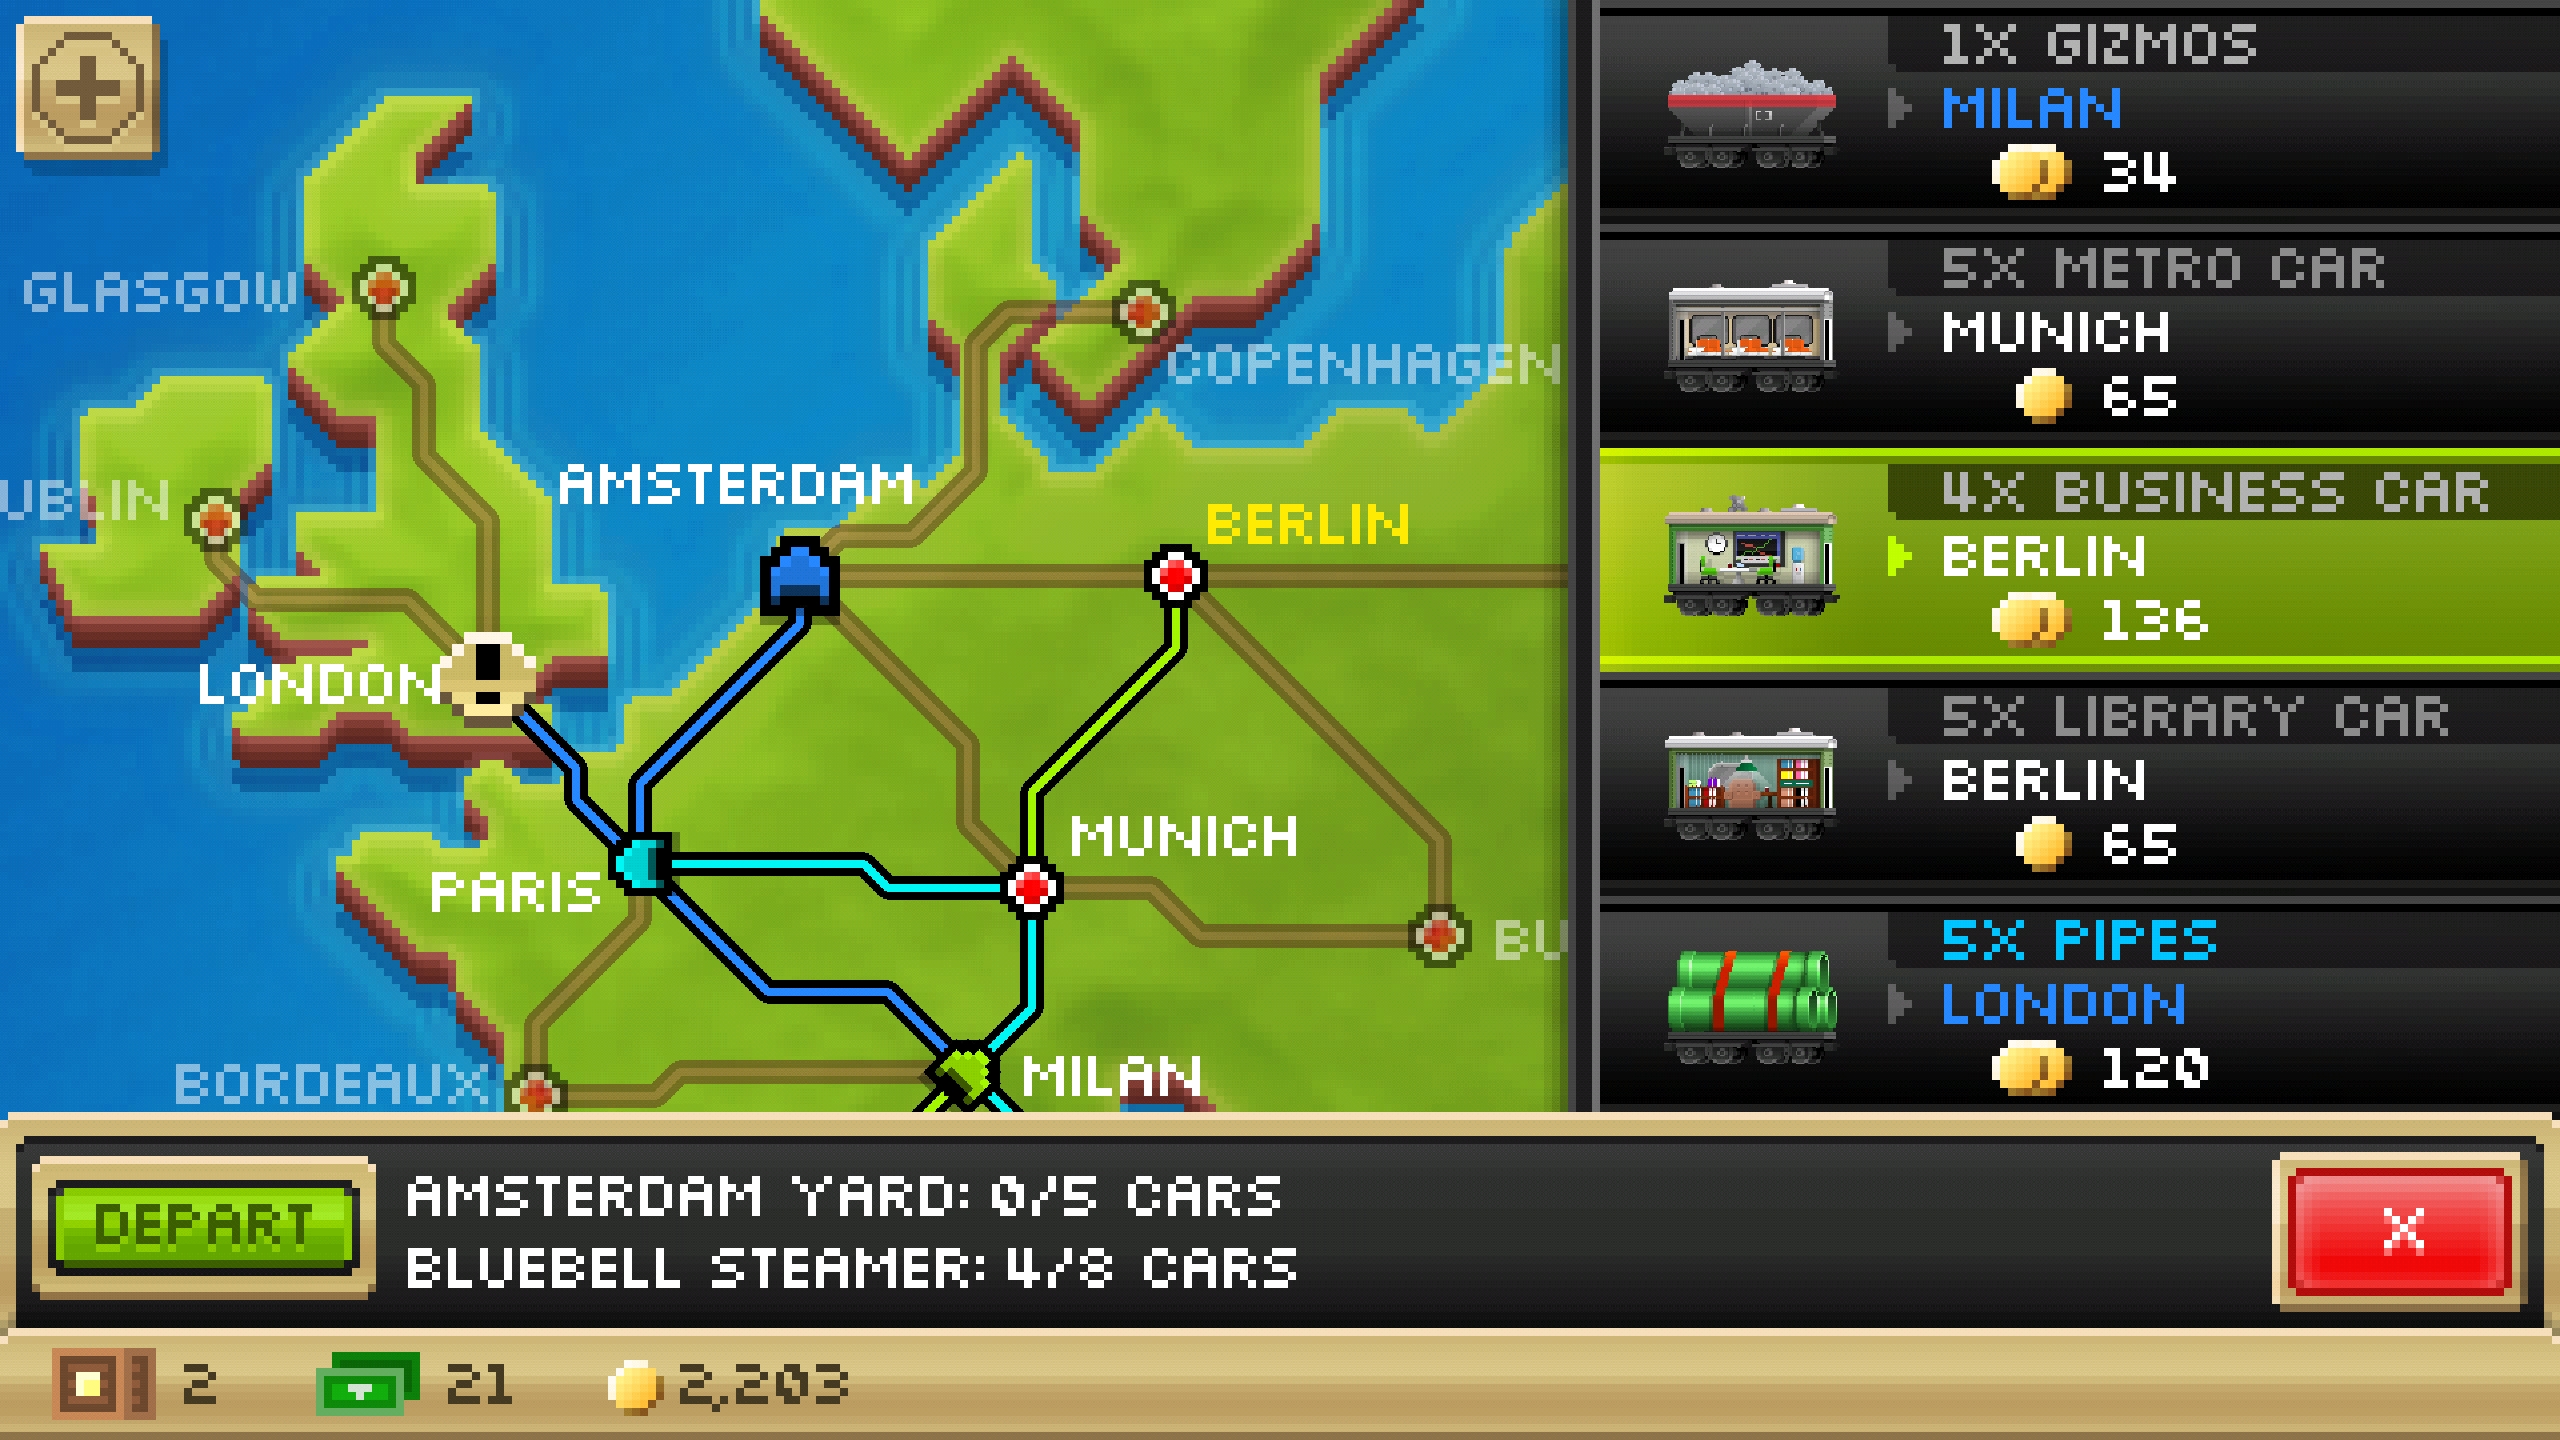 GLASGOW
COPENHAGEN
AMSTERDAM
UBLIN
BERLIN
LONDON
MUNICH
PARIS
BU
BORDEAUX
MILAN
1X GIZMOS
MILAN
34
5X METRO CAR
MUNICH
65
4X BUSINESS CAR
BERLIN
136
5X LIBRARY CAR
BERLIN
65
5X PIPES
LONDON
120
DEPART
AMSTERDAM YARD: 0/5 CARS
BLUEBELL STEAMER: 4/8 CARS
X
2 21 2,203